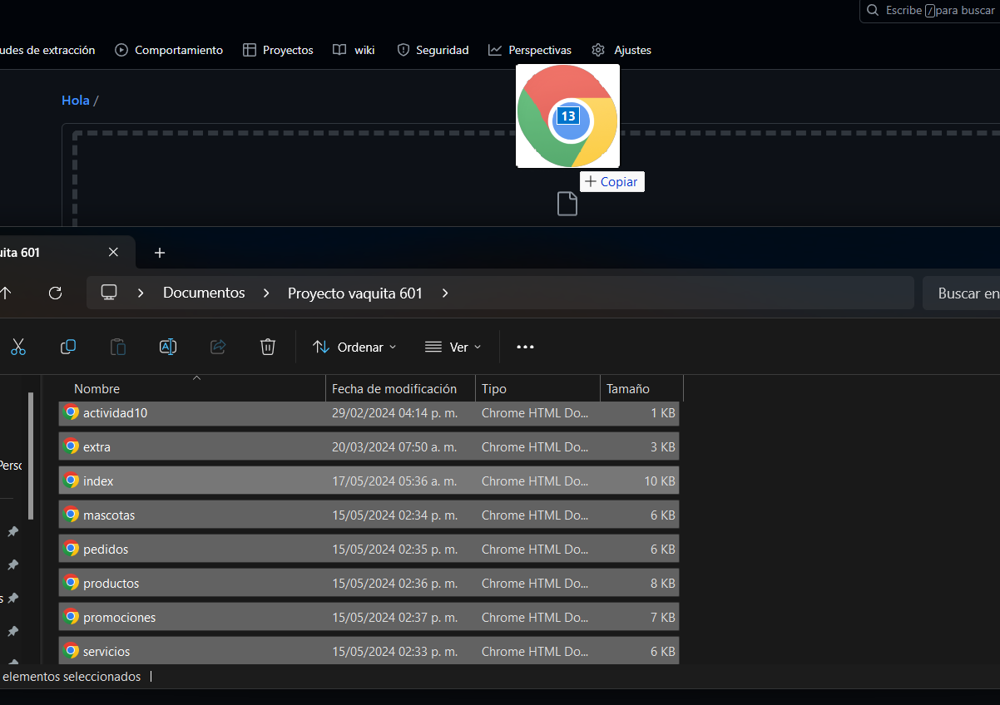 Escribe / para buscar
udes de extracción Comportamiento Proyectos wiki Seguridad Perspectivas Ajustes
Hola /
13
+ Copiar
uita 601
Documentos > Proyecto vaquita 601 >
Buscar en
Ordenar Ver
Nombre Fecha de modificación Tipo Tamaño
actividad10 29/02/2024 04:14 p. m. Chrome HTML Do... 1 KB
extra 20/03/2024 07:50 a. m. Chrome HTML Do... 3 KB
index 17/05/2024 05:36 a. m. Chrome HTML Do... 10 KB
Perso
mascotas 15/05/2024 02:34 p. m. Chrome HTML Do... 6 KB
pedidos 15/05/2024 02:35 p. m. Chrome HTML Do... 6 KB
productos 15/05/2024 02:36 p. m. Chrome HTML Do... 8 KB
s
promociones 15/05/2024 02:37 p. m. Chrome HTML Do... 7 KB
servicios 15/05/2024 02:33 p. m. Chrome HTML Do... 6 KB
elementos seleccionados